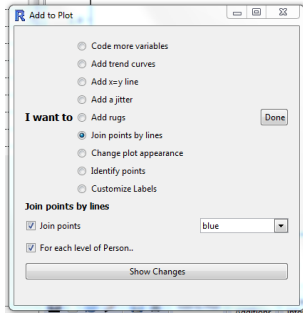 Add to Plot
Code more variables
Add trend curves
Add x=y line
Add a jitter
I want to Add rugs Done
Join points by lines
Change plot appearance
Identify points
Customize Labels
Join points by lines
Join points blue
For each level of Person..
Show Changes